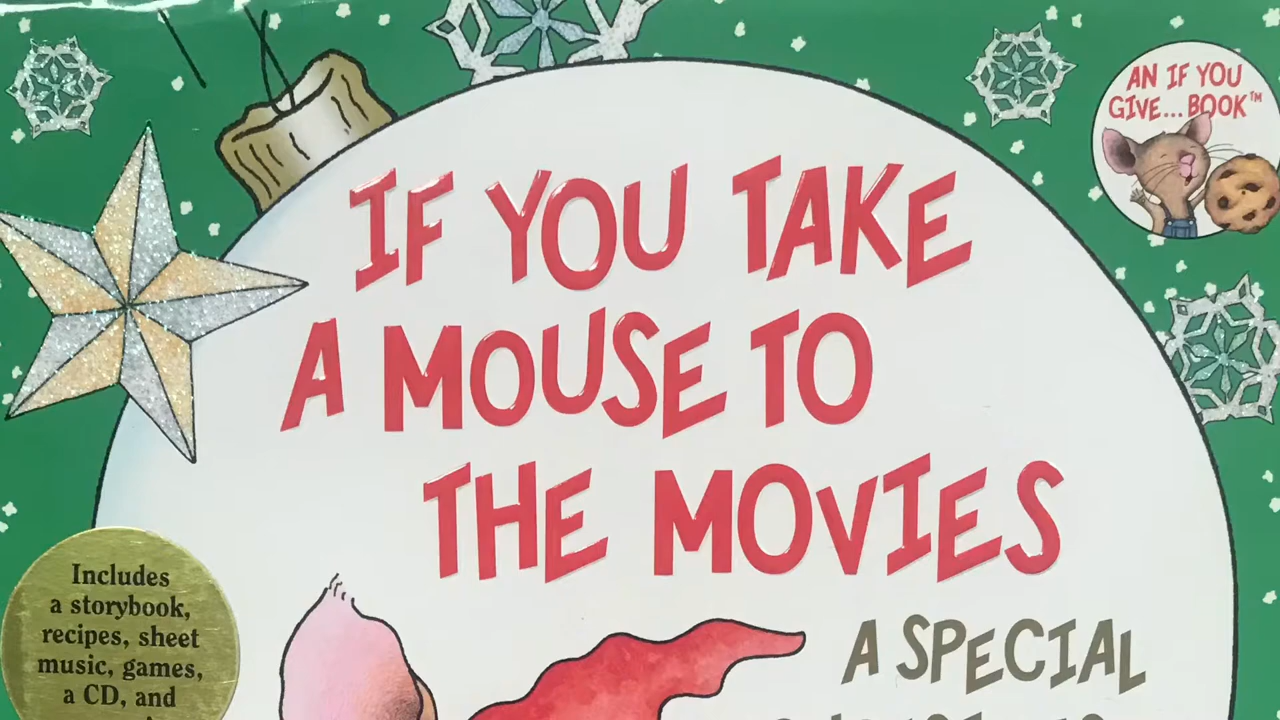 AN IF YOU
GIVE...BOOK™
IF YOU TAKE
A MOUSE TO
THE MOVIES
A SPECIAL
Includes
a storybook,
recipes, sheet
music, games,
a CD, and